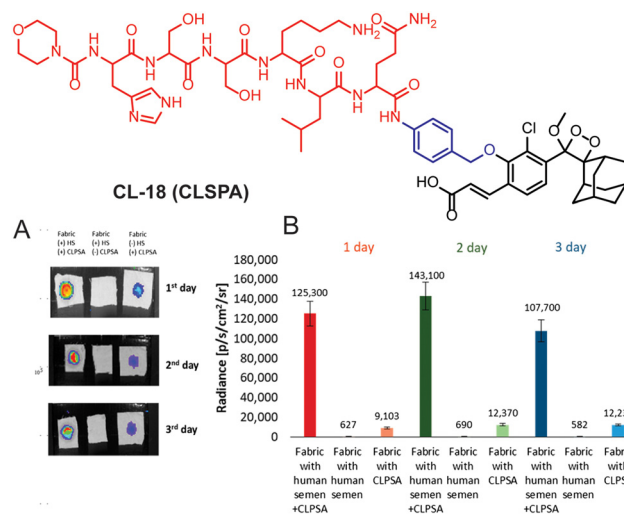 O
N
O
H
N
O
N
H
OH
O
H
N
O
N
H
OH
O
H
N
NH2
O
N
H
O
H
N
O
NH2
O
HN
N
NH
O
Cl
O
O
O
HO
O
CL-18 (CLSPA)
A
Fabric
(+) HS
(+) CLPSA
Fabric
(+) HS
(-) CLPSA
Fabric
(-) HS
(+) CLPSA
1st day
2nd day
3rd day
B
1 day
2 day
3 day
Radiance [p/s/cm²/sr]
180,000
160,000
140,000
120,000
100,000
80,000
60,000
40,000
20,000
0
125,300
627
9,103
143,100
690
12,370
107,700
582
Fabric with human semen +CLPSA
Fabric with human semen
Fabric with CLPSA
Fabric with human semen +CLPSA
Fabric with human semen
Fabric with CLPSA
Fabric with human semen +CLPSA
Fabric with human semen